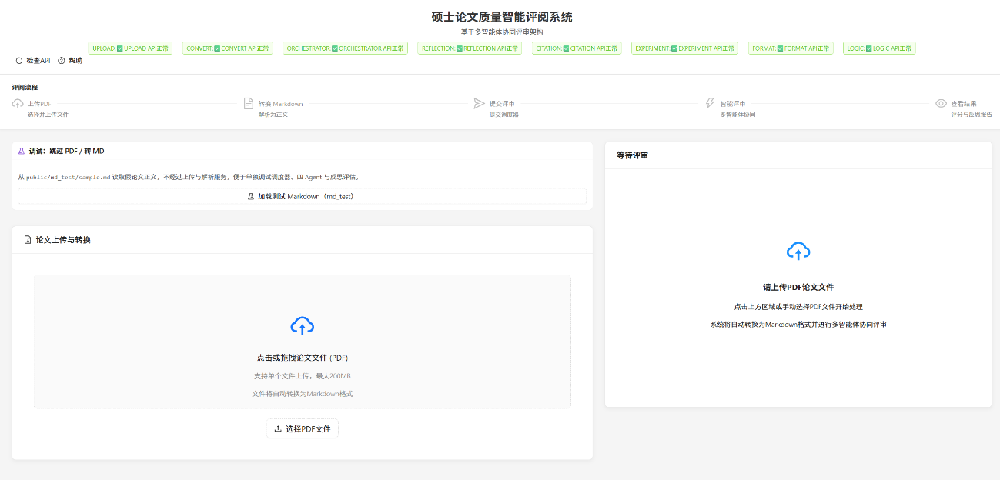 硕士论文质量智能评阅系统
基于多智能体协同评审架构
UPLOAD:✅UPLOAD API正常
CONVERT:✅CONVERT API正常
ORCHESTRATOR:✅ORCHESTRATOR API正常
REFLECTION:✅REFLECTION API正常
CITATION:✅CITATION API正常
EXPERIMENT:✅EXPERIMENT API正常
FORMAT:✅FORMAT API正常
LOGIC:✅LOGIC API正常
检查API
帮助
评阅流程
上传PDF
选择并上传文件
转换 Markdown
解析为正文
提交评审
提交调度器
智能评审
多智能体协同
查看结果
评分与反思报告
调试：跳过 PDF / 转 MD
从 public/md_test/sample.md 读取假论文正文，不经过上传与解析服务，便于单独调试调度器、四 Agent 与反思评估。
加载测试 Markdown（md_test）
论文上传与转换
点击或拖拽论文文件 (PDF)
支持单个文件上传，最大200MB
文件将自动转换为Markdown格式
选择PDF文件
等待评审
请上传PDF论文文件
点击上方区域或手动选择PDF文件开始处理
系统将自动转换为Markdown格式并进行多智能体协同评审